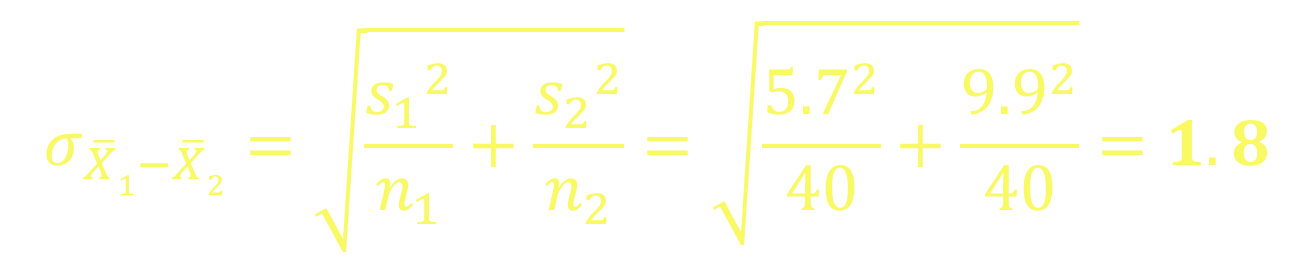 σ_{X̄₁−X̄₂} = √(s₁²/n₁ + s₂²/n₂) = √(5.7²/40 + 9.9²/40) = 1.8